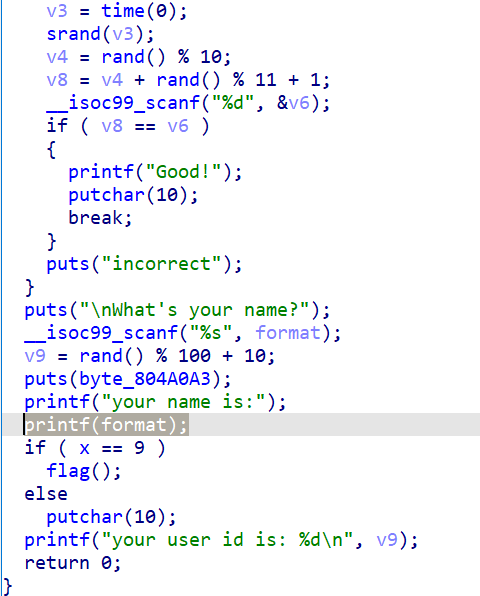 v3 = time(0);
srand(v3);
v4 = rand() % 10;
v8 = v4 + rand() % 11 + 1;
__isoc99_scanf("%d", &v6);
if ( v8 == v6 )
{
printf("Good!");
putchar(10);
break;
}
puts("incorrect");
}
puts("\nWhat's your name?");
__isoc99_scanf("%s", format);
v9 = rand() % 100 + 10;
puts(byte_804A0A3);
printf("your name is:");
printf(format);
if ( x == 9 )
flag();
else
putchar(10);
printf("your user id is: %d\n", v9);
return 0;
}